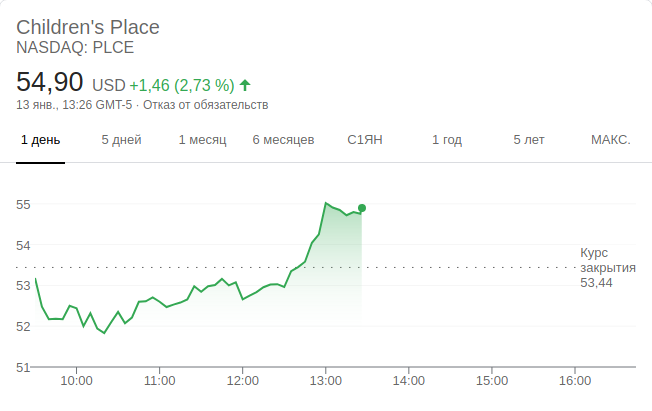 Children's Place
NASDAQ: PLCE
54,90 USD +1,46 (2,73 %)
13 янв., 13:26 GMT-5 · Отказ от обязательств
1 день 5 дней 1 месяц 6 месяцев С1ЯН 1 год 5 лет МАКС.
55
54
Курс
закрытия
53,44
53
52
51
10:00 11:00 12:00 13:00 14:00 15:00 16:00